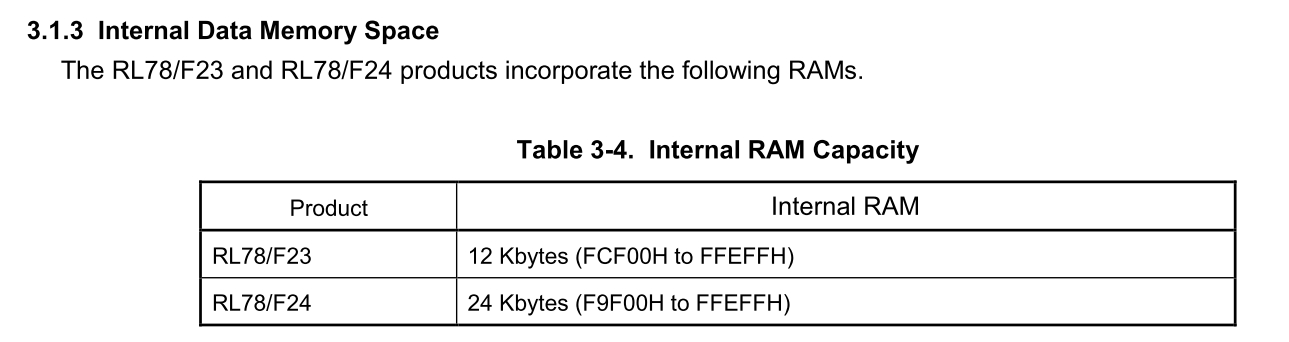 3.1.3 Internal Data Memory Space
The RL78/F23 and RL78/F24 products incorporate the following RAMs.
Table 3-4. Internal RAM Capacity
Product Internal RAM
RL78/F23 12 Kbytes (FCF00H to FFEFFH)
RL78/F24 24 Kbytes (F9F00H to FFEFFH)